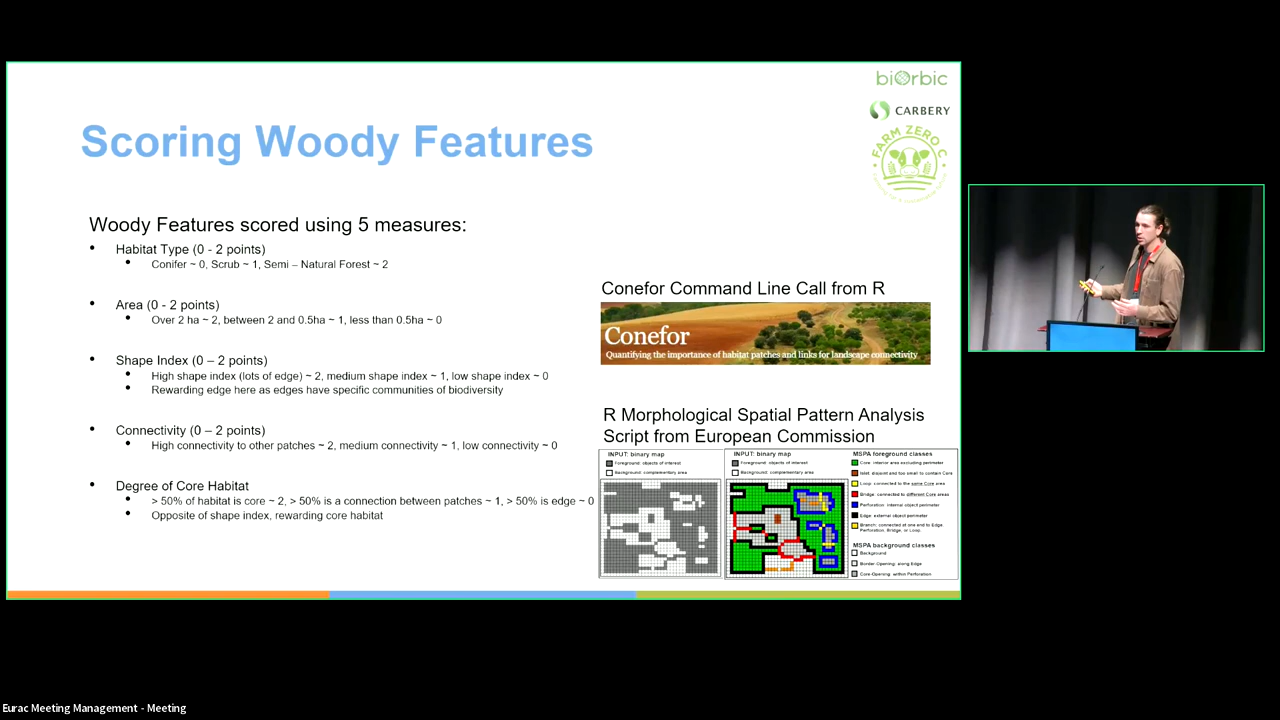 biOrbic
CARBERY
FARM ZERO C
Scoring Woody Features
Woody Features scored using 5 measures:
• Habitat Type (0 - 2 points)
• Conifer ~ 0, Scrub ~ 1, Semi – Natural Forest ~ 2
• Area (0 - 2 points)
• Over 2 ha ~ 2, between 2 and 0.5ha ~ 1, less than 0.5ha ~ 0
• Shape Index (0 – 2 points)
• High shape index (lots of edge) ~ 2, medium shape index ~ 1, low shape index ~ 0
• Rewarding edge here as edges have specific communities of biodiversity
• Connectivity (0 – 2 points)
• High connectivity to other patches ~ 2, medium connectivity ~ 1, low connectivity ~ 0
• Degree of Core Habitat
• > 50% of habitat is core ~ 2, > 50% is a connection between patches ~ 1, > 50% is edge ~ 0
• Opposite of shape index, rewarding core habitat
Conefor Command Line Call from R
Conefor
Quantifying the importance of habitat patches and links for landscape connectivity
R Morphological Spatial Pattern Analysis
Script from European Commission
INPUT: binary map
Foreground: objects of interest
Background: complementary area
INPUT: binary map
Foreground: objects of interest
Background: complementary area
MSPA foreground classes
Core: interior area excluding perimeter
Islet: disjoint and too small to contain Core
Loop: connected to the same Core area
Bridge: connected to different Core areas
Perforation: internal object perimeter
Edge: external object perimeter
Branch: connected at one end to Edge,
Perforation, Bridge, or Loop.
MSPA background classes
Background
Border-Opening: along Edge
Core-Opening: within Perforation
Eurac Meeting Management - Meeting